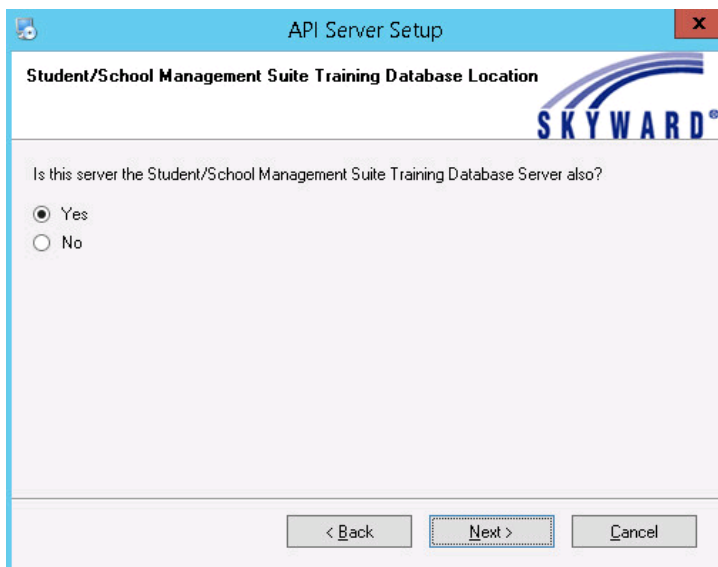 API Server Setup
x
Student/School Management Suite Training Database Location
SKYWARD®
Is this server the Student/School Management Suite Training Database Server also?
Yes
No
< Back
Next >
Cancel